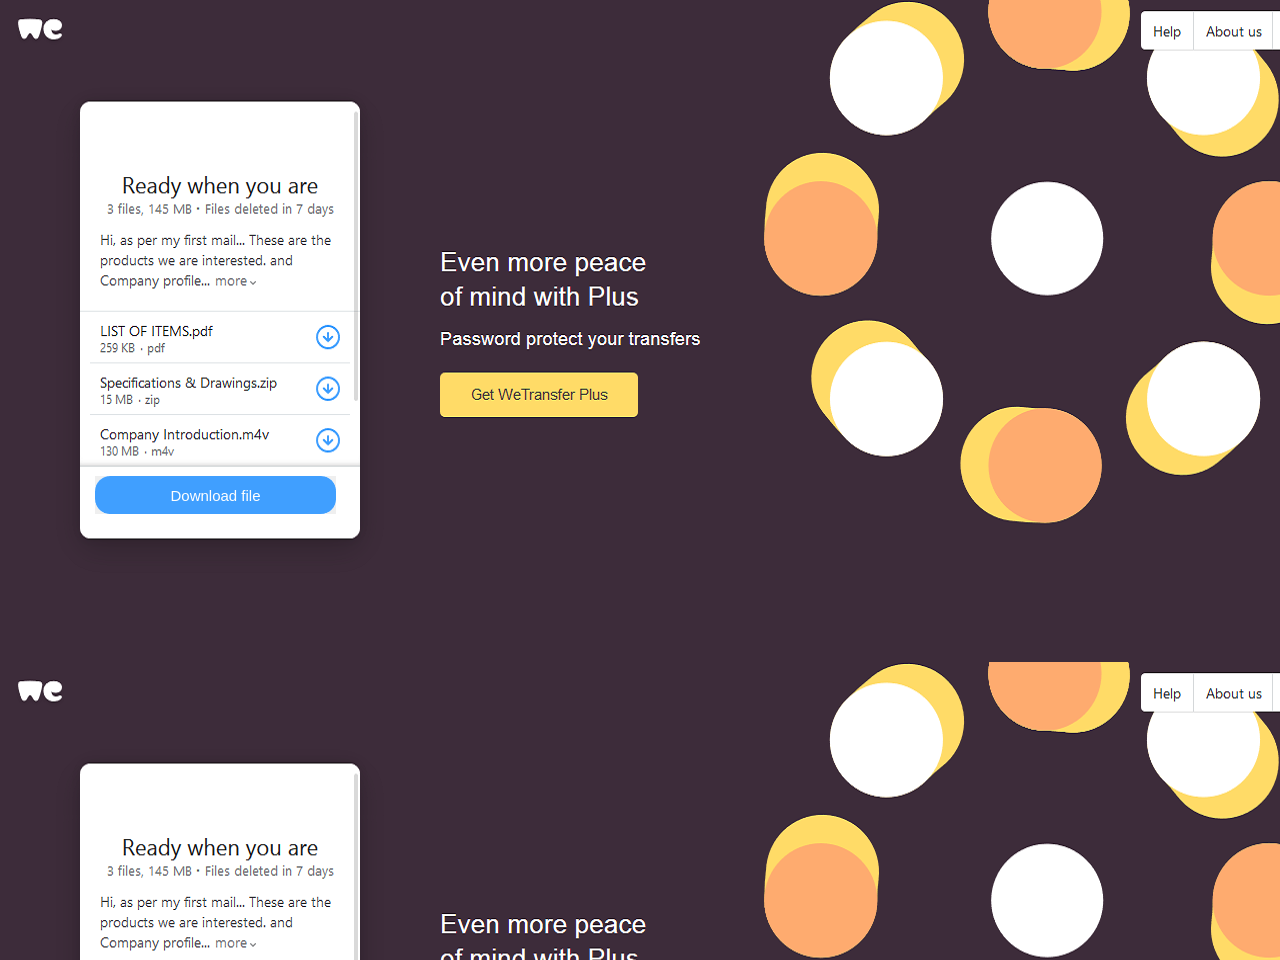 we
Help
About us
Ready when you are
3 files, 145 MB • Files deleted in 7 days
Hi, as per my first mail... These are the
products we are interested. and
Company profile... more
LIST OF ITEMS.pdf
259 KB · pdf
Specifications & Drawings.zip
15 MB · zip
Company Introduction.m4v
130 MB · m4v
Download file
Even more peace
of mind with Plus
Password protect your transfers
Get WeTransfer Plus
we
Help
About us
Ready when you are
3 files, 145 MB • Files deleted in 7 days
Hi, as per my first mail... These are the
products we are interested. and
Company profile... more
Even more peace
of mind with Plus